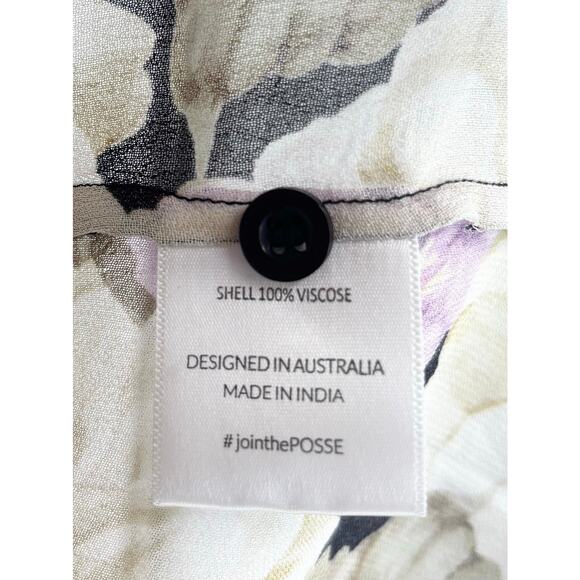 SHELL 100% VISCOSE
DESIGNED IN AUSTRALIA
MADE IN INDIA
#jointhePOSSE